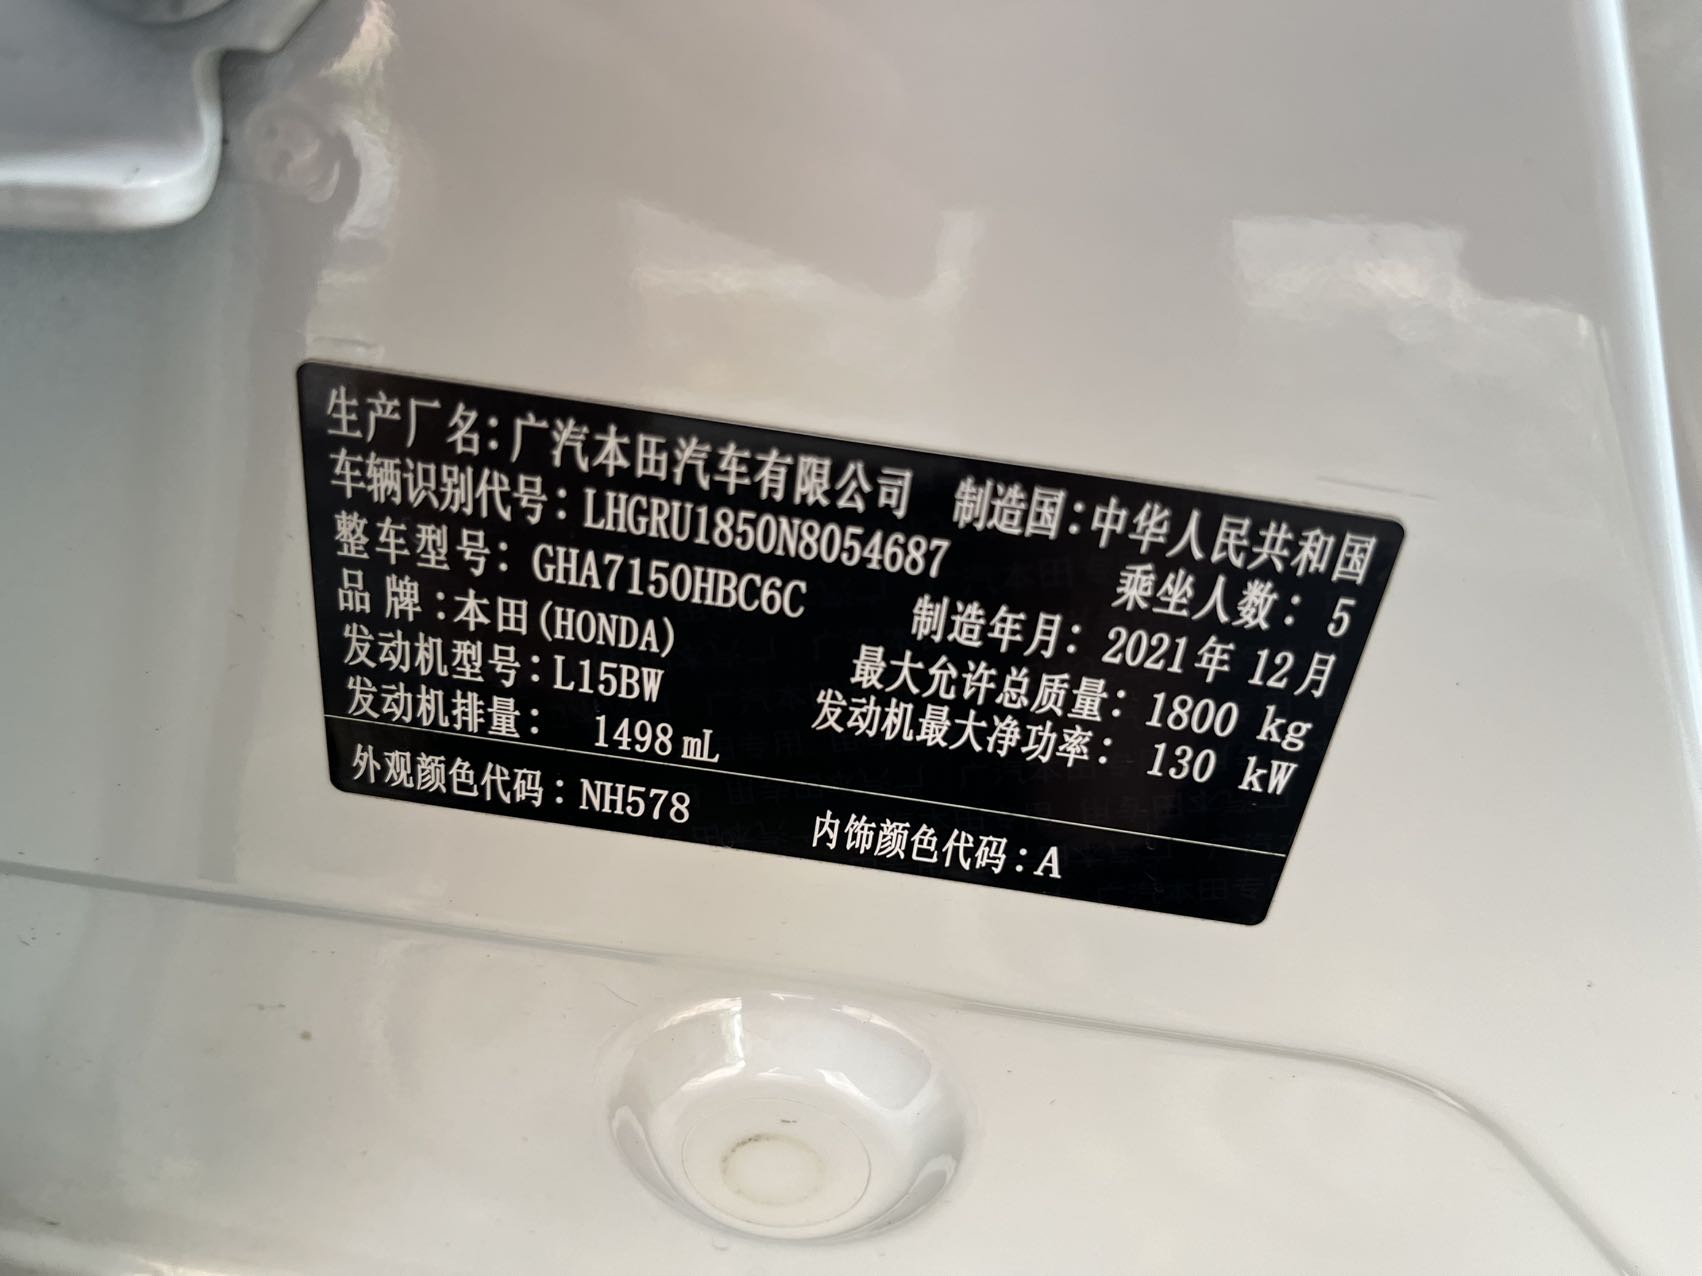 生产厂名：广汽本田汽车有限公司 制造国：中华人民共和国
车辆识别代号：LHGRU1850N8054687 乘坐人数：5
整车型号：GHA7150HBC6C 制造年月：2021年12月
品牌：本田(HONDA) 最大允许总质量：1800 kg
发动机型号：L15BW 发动机最大净功率：130 kW
发动机排量：1498mL
外观颜色代码：NH578 内饰颜色代码：A